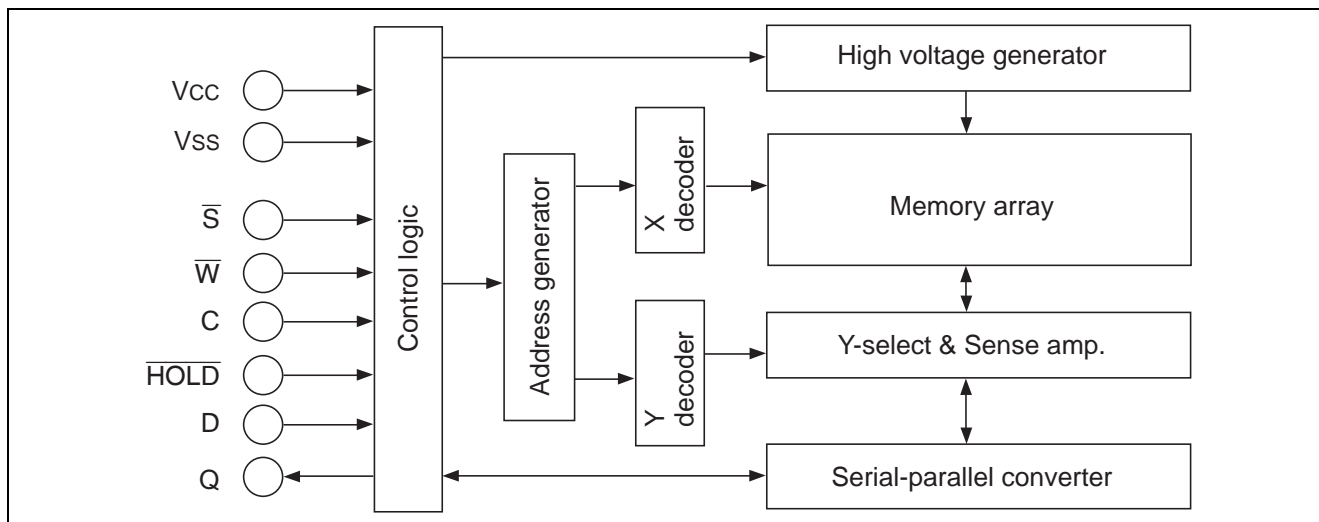 VCC
VSS
S̅
W̅
C
H̅O̅L̅D̅
D
Q
Control logic
Address generator
X
decoder
Y
decoder
High voltage generator
Memory array
Y-select & Sense amp.
Serial-parallel converter